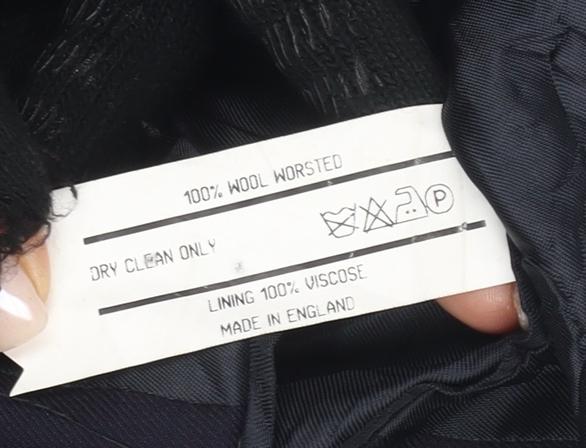 100% WOOL WORSTED
DRY CLEAN ONLY
P
LINING 100% VISCOSE
MADE IN ENGLAND